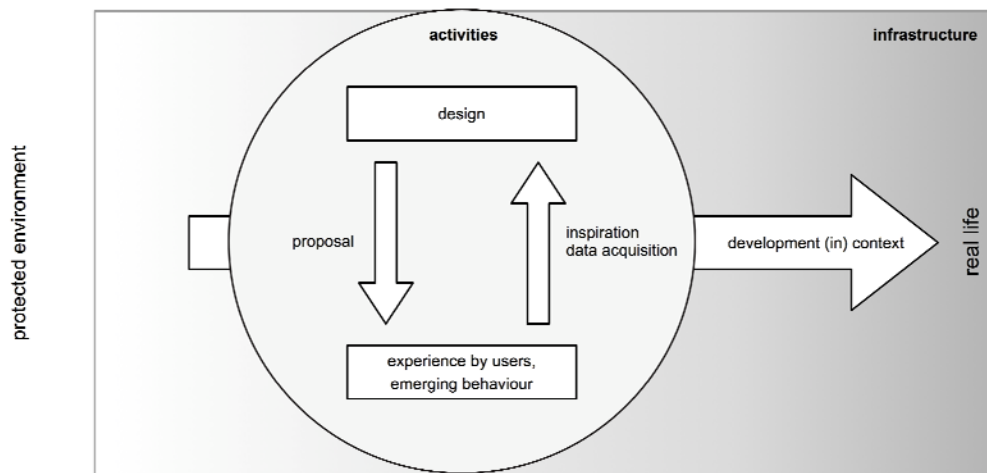 activities
infrastructure
design
protected environment
proposal
inspiration
data acquisition
development (in) context
real life
experience by users,
emerging behaviour